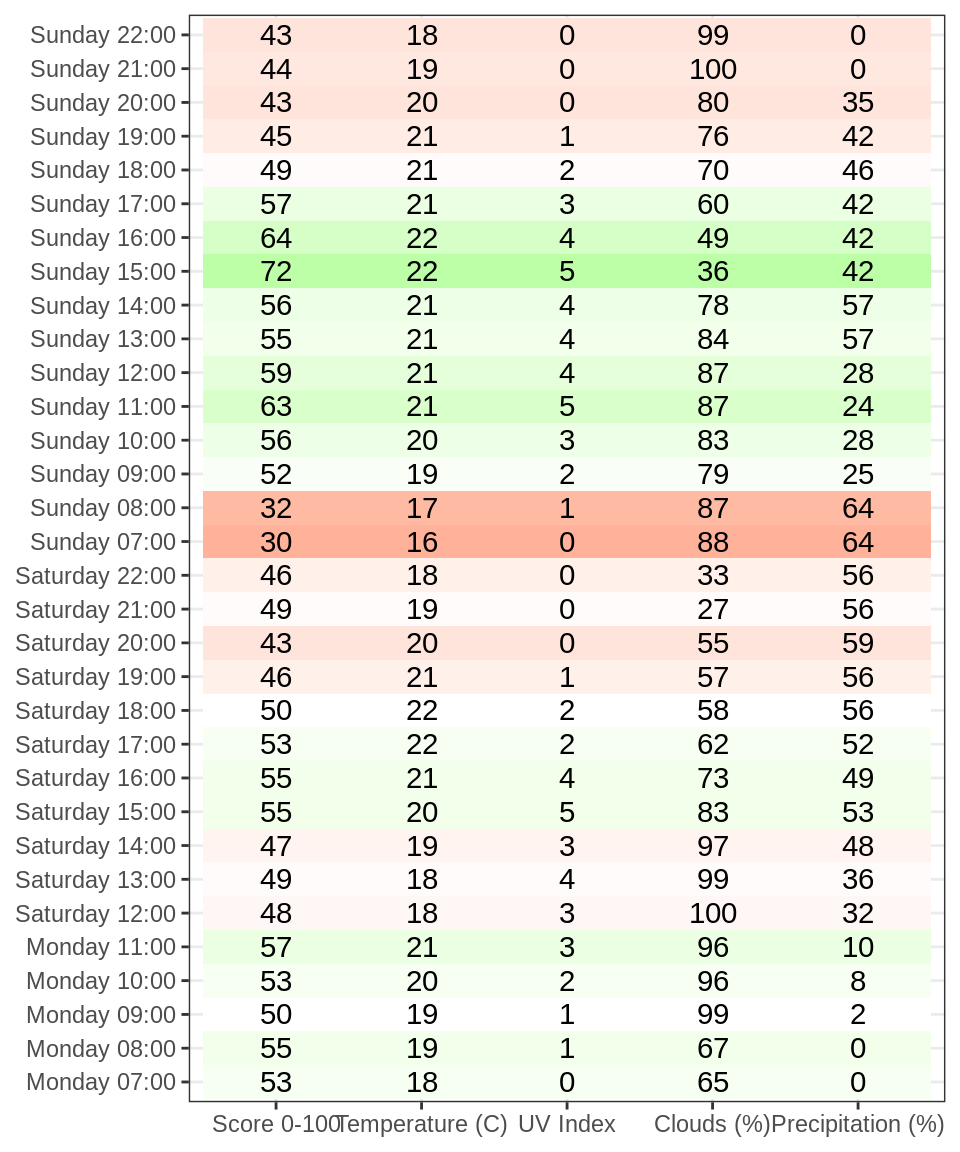 Sunday 22:00 43 18 0 99 0
Sunday 21:00 44 19 0 100 0
Sunday 20:00 43 20 0 80 35
Sunday 19:00 45 21 1 76 42
Sunday 18:00 49 21 2 70 46
Sunday 17:00 57 21 3 60 42
Sunday 16:00 64 22 4 49 42
Sunday 15:00 72 22 5 36 42
Sunday 14:00 56 21 4 78 57
Sunday 13:00 55 21 4 84 57
Sunday 12:00 59 21 4 87 28
Sunday 11:00 63 21 5 87 24
Sunday 10:00 56 20 3 83 28
Sunday 09:00 52 19 2 79 25
Sunday 08:00 32 17 1 87 64
Sunday 07:00 30 16 0 88 64
Saturday 22:00 46 18 0 33 56
Saturday 21:00 49 19 0 27 56
Saturday 20:00 43 20 0 55 59
Saturday 19:00 46 21 1 57 56
Saturday 18:00 50 22 2 58 56
Saturday 17:00 53 22 2 62 52
Saturday 16:00 55 21 4 73 49
Saturday 15:00 55 20 5 83 53
Saturday 14:00 47 19 3 97 48
Saturday 13:00 49 18 4 99 36
Saturday 12:00 48 18 3 100 32
Monday 11:00 57 21 3 96 10
Monday 10:00 53 20 2 96 8
Monday 09:00 50 19 1 99 2
Monday 08:00 55 19 1 67 0
Monday 07:00 53 18 0 65 0
Score 0-100 Temperature (C) UV Index Clouds (%) Precipitation (%)